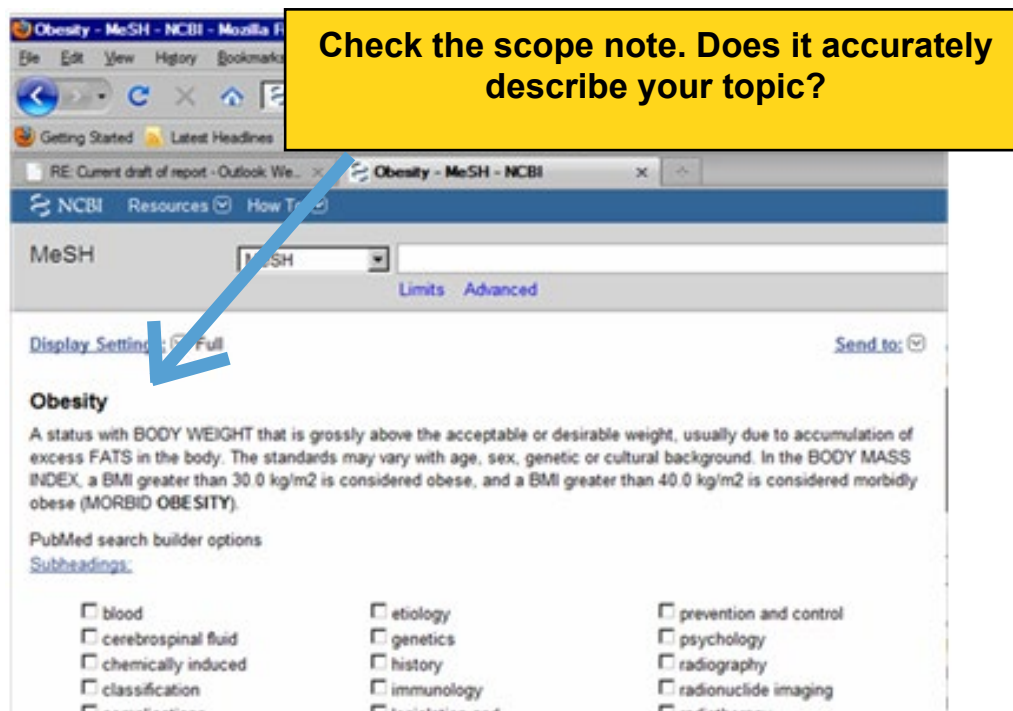 Obesity - MeSH - NCBI - Mozilla F
Check the scope note. Does it accurately
describe your topic?
File Edit View History Bookmarks
Getting Started Latest Headlines
RE: Current draft of report - Outlook We... Obesity - MeSH - NCBI
NCBI Resources How To
MeSH MeSH
Limits Advanced
Display Settings: Full Send to:
Obesity
A status with BODY WEIGHT that is grossly above the acceptable or desirable weight, usually due to accumulation of
excess FATS in the body. The standards may vary with age, sex, genetic or cultural background. In the BODY MASS
INDEX, a BMI greater than 30.0 kg/m2 is considered obese, and a BMI greater than 40.0 kg/m2 is considered morbidly
obese (MORBID OBESITY).
PubMed search builder options
Subheadings:
blood etiology prevention and control
cerebrospinal fluid genetics psychology
chemically induced history radiography
classification immunology radionuclide imaging